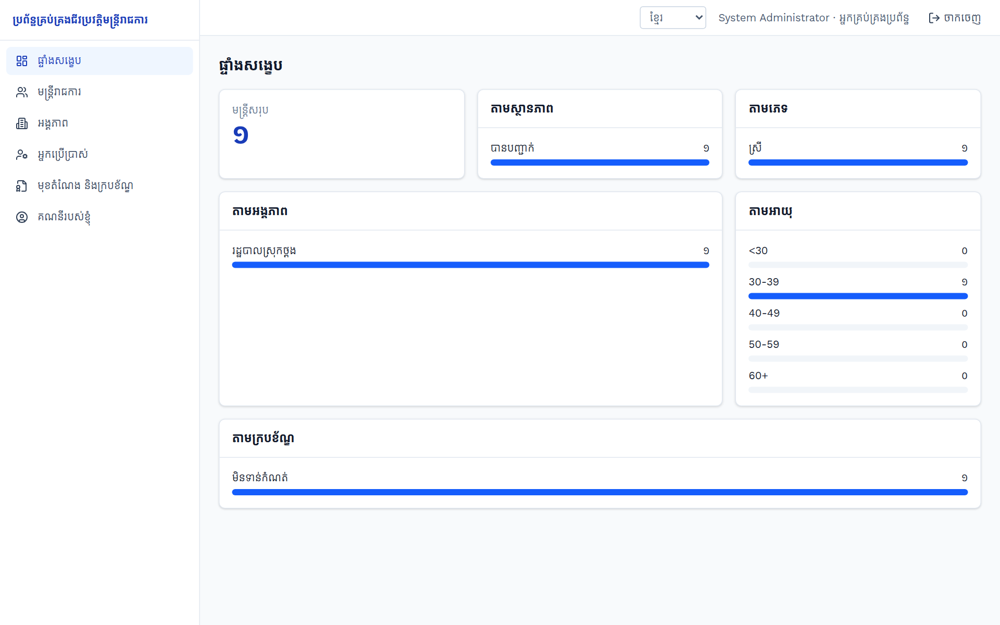 ប្រព័ន្ធគ្រប់គ្រងជីវប្រវត្តិមន្ត្រីរាជការ
ខ្មែរ
System Administrator · អ្នកគ្រប់គ្រងប្រព័ន្ធ
ចាកចេញ
ផ្ទាំងសង្ខេប
មន្ត្រីរាជការ
អង្គភាព
អ្នកប្រើប្រាស់
មុខតំណែង និងក្របខ័ណ្ឌ
គណនីរបស់ខ្ញុំ
ផ្ទាំងសង្ខេប
មន្ត្រីសរុប
១
តាមស្ថានភាព
បានបញ្ជាក់ ១
តាមភេទ
ស្រី ១
តាមអង្គភាព
រដ្ឋបាលស្រុកថ្ពង ១
តាមអាយុ
<30 ០
30-39 ១
40-49 ០
50-59 ០
60+ ០
តាមក្របខ័ណ្ឌ
មិនទាន់កំណត់ ១